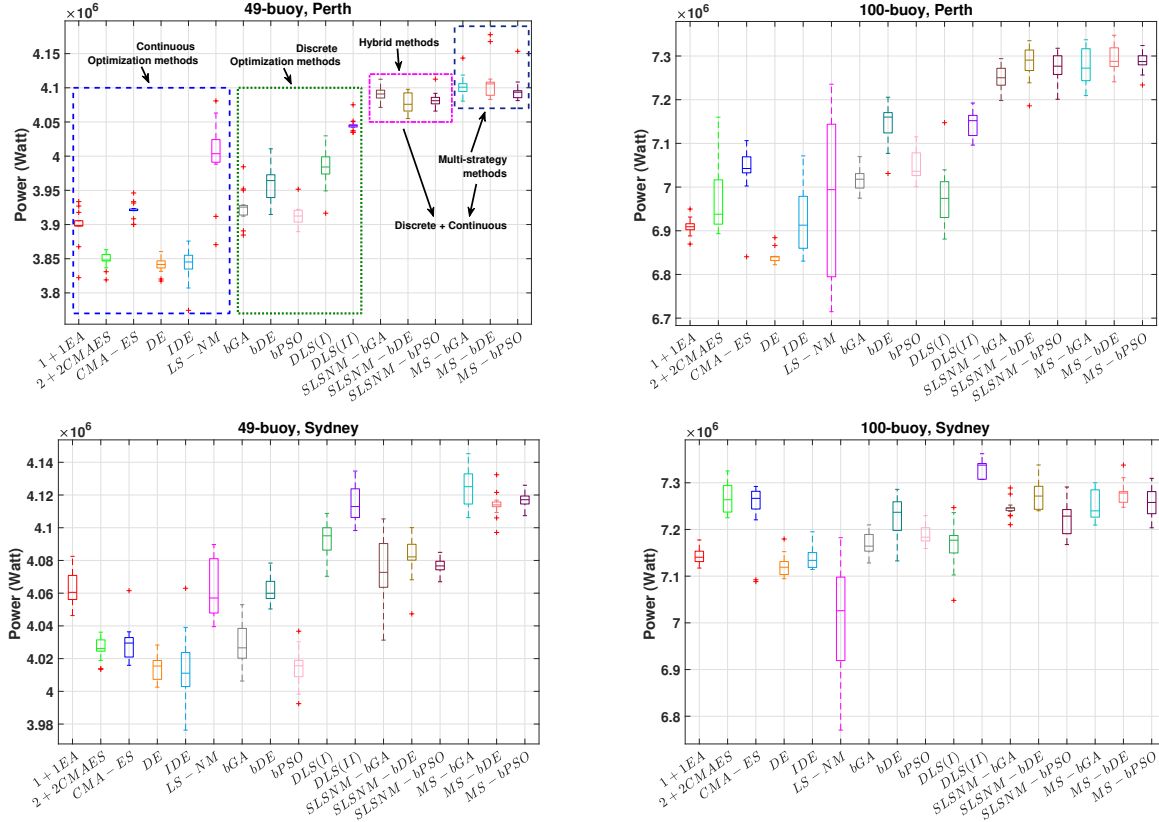 49-buoy, Perth
×10⁶
Power (Watt)
4.15
4.1
4.05
4
3.95
3.9
3.85
3.8
Continuous
Optimization methods
Discrete
Optimization methods
Hybrid methods
Multi-strategy
methods
Discrete + Continuous
1+1EA
2+2CMAES
CMA-ES
DE
IDE
LS-NM
bGA
bDE
bPSO
DLS(I)
DLS(II)
SLSNM-bGA
SLSNM-bDE
SLSNM-bPSO
MS-bGA
MS-bDE
MS-bPSO
100-buoy, Perth
×10⁶
Power (Watt)
7.3
7.2
7.1
7
6.9
6.8
6.7
1+1EA
2+2CMAES
CMA-ES
DE
IDE
LS-NM
bGA
bDE
bPSO
DLS(I)
DLS(II)
SLSNM-bGA
SLSNM-bDE
SLSNM-bPSO
MS-bGA
MS-bDE
MS-bPSO
49-buoy, Sydney
×10⁶
Power (Watt)
4.14
4.12
4.1
4.08
4.06
4.04
4.02
4
3.98
1+1EA
2+2CMAES
CMA-ES
DE
IDE
LS-NM
bGA
bDE
bPSO
DLS(I)
DLS(II)
SLSNM-bGA
SLSNM-bDE
SLSNM-bPSO
MS-bGA
MS-bDE
MS-bPSO
100-buoy, Sydney
×10⁶
Power (Watt)
7.3
7.2
7.1
7
6.9
6.8
1+1EA
2+2CMAES
CMA-ES
DE
IDE
LS-NM
bGA
bDE
bPSO
DLS(I)
DLS(II)
SLSNM-bGA
SLSNM-bDE
SLSNM-bPSO
MS-bGA
MS-bDE
MS-bPSO